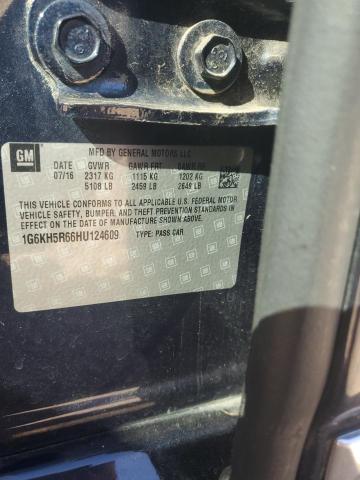 GM
MFD BY GENERAL MOTORS LLC
DATE GVWR GAWR FRT GAWR RR
07/16 2317 KG 1115 KG 1202 KG
5108 LB 2459 LB 2649 LB
THIS VEHICLE CONFORMS TO ALL APPLICABLE U.S. FEDERAL MOTOR
VEHICLE SAFETY, BUMPER, AND THEFT PREVENTION STANDARDS
IN EFFECT ON THE DATE OF MANUFACTURE SHOWN ABOVE.
1G6KH5R66HU124609 TYPE: PASS CAR